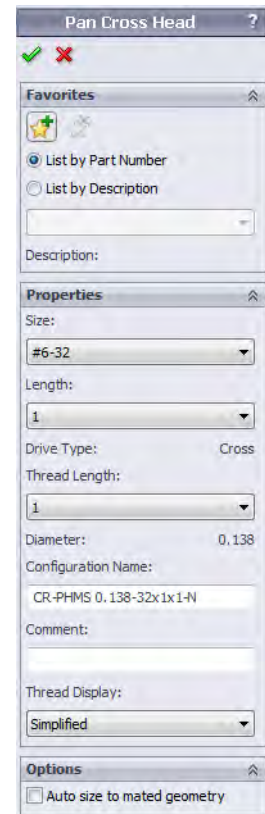 Pan Cross Head ?
Favorites
List by Part Number
List by Description
Description:
Properties
Size:
#6-32
Length:
1
Drive Type: Cross
Thread Length:
1
Diameter: 0.138
Configuration Name:
CR-PHMS 0.138-32x1x1-N
Comment:
Thread Display:
Simplified
Options
Auto size to mated geometry